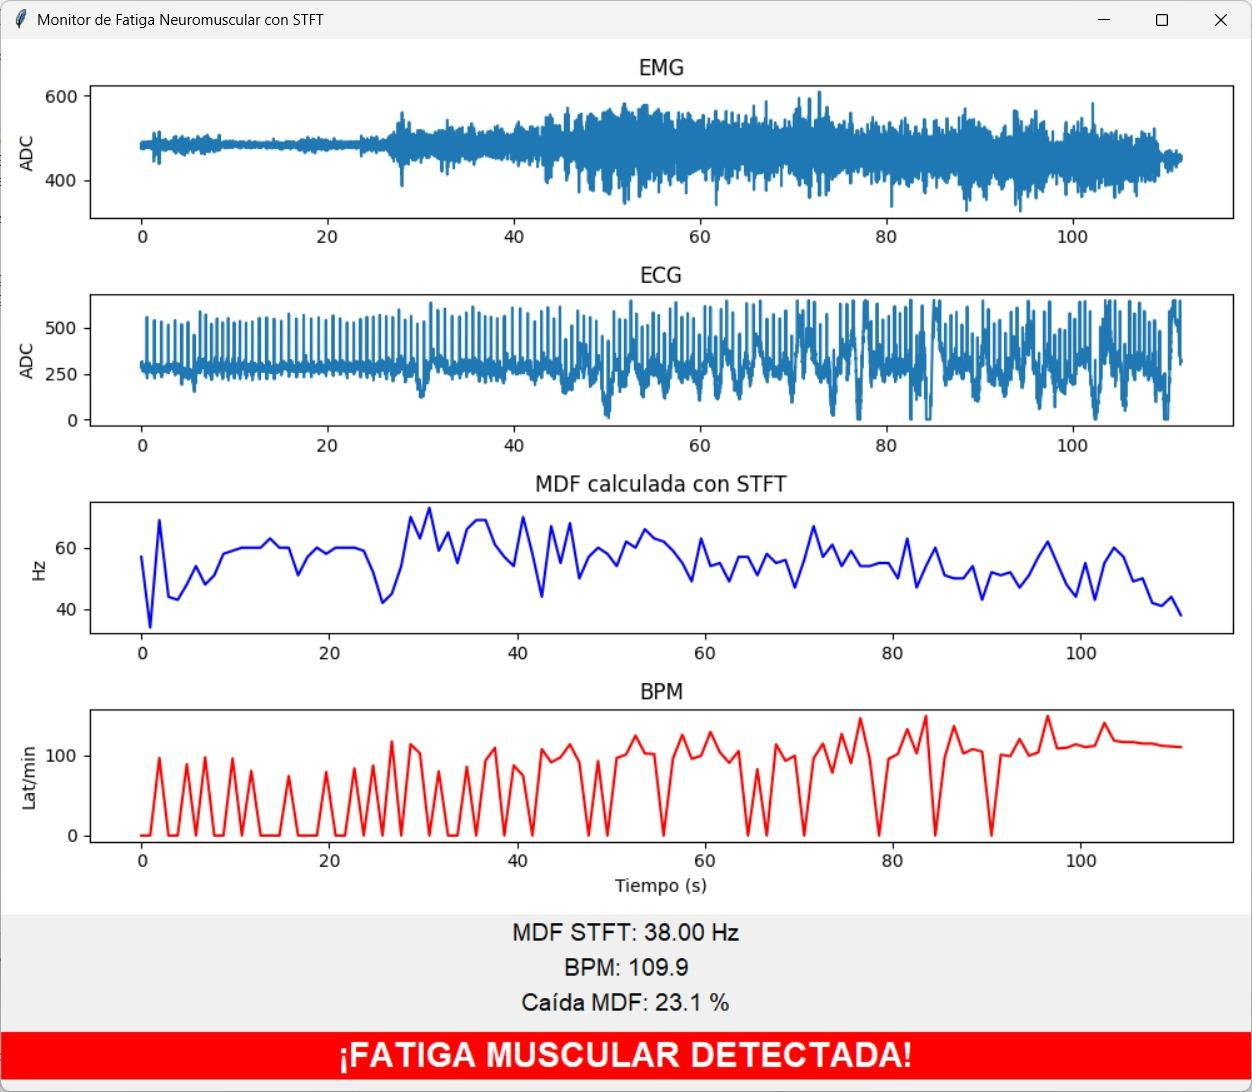 Monitor de Fatiga Neuromuscular con STFT
EMG
600
400
ADC
0 20 40 60 80 100
ECG
500
250
0
ADC
0 20 40 60 80 100
MDF calculada con STFT
60
40
Hz
0 20 40 60 80 100
BPM
100
0
Lat/min
0 20 40 60 80 100
Tiempo (s)
MDF STFT: 38.00 Hz
BPM: 109.9
Caída MDF: 23.1 %
¡FATIGA MUSCULAR DETECTADA!